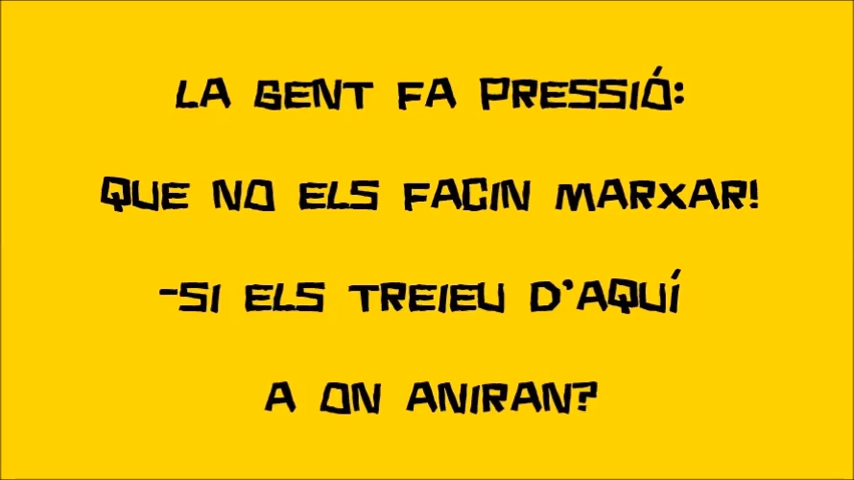 LA GENT FA PRESSIÓ:
QUE NO ELS FACIN MARXAR!
-SI ELS TREIEU D'AQUÍ
A ON ANIRAN?